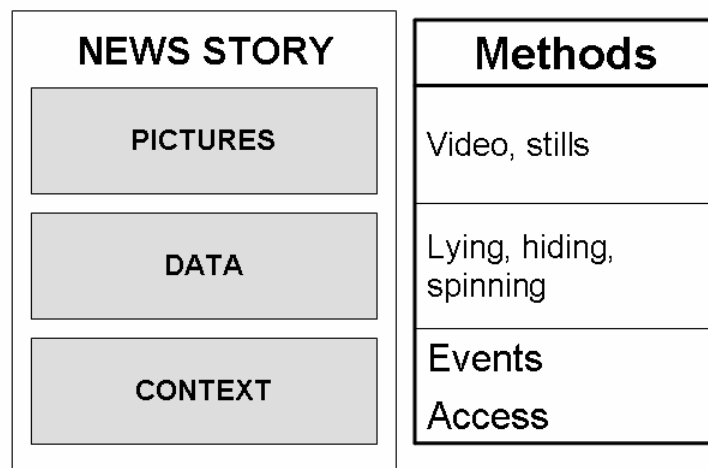 NEWS STORY
PICTURES
DATA
CONTEXT
Methods
Video, stills
Lying, hiding,
spinning
Events
Access